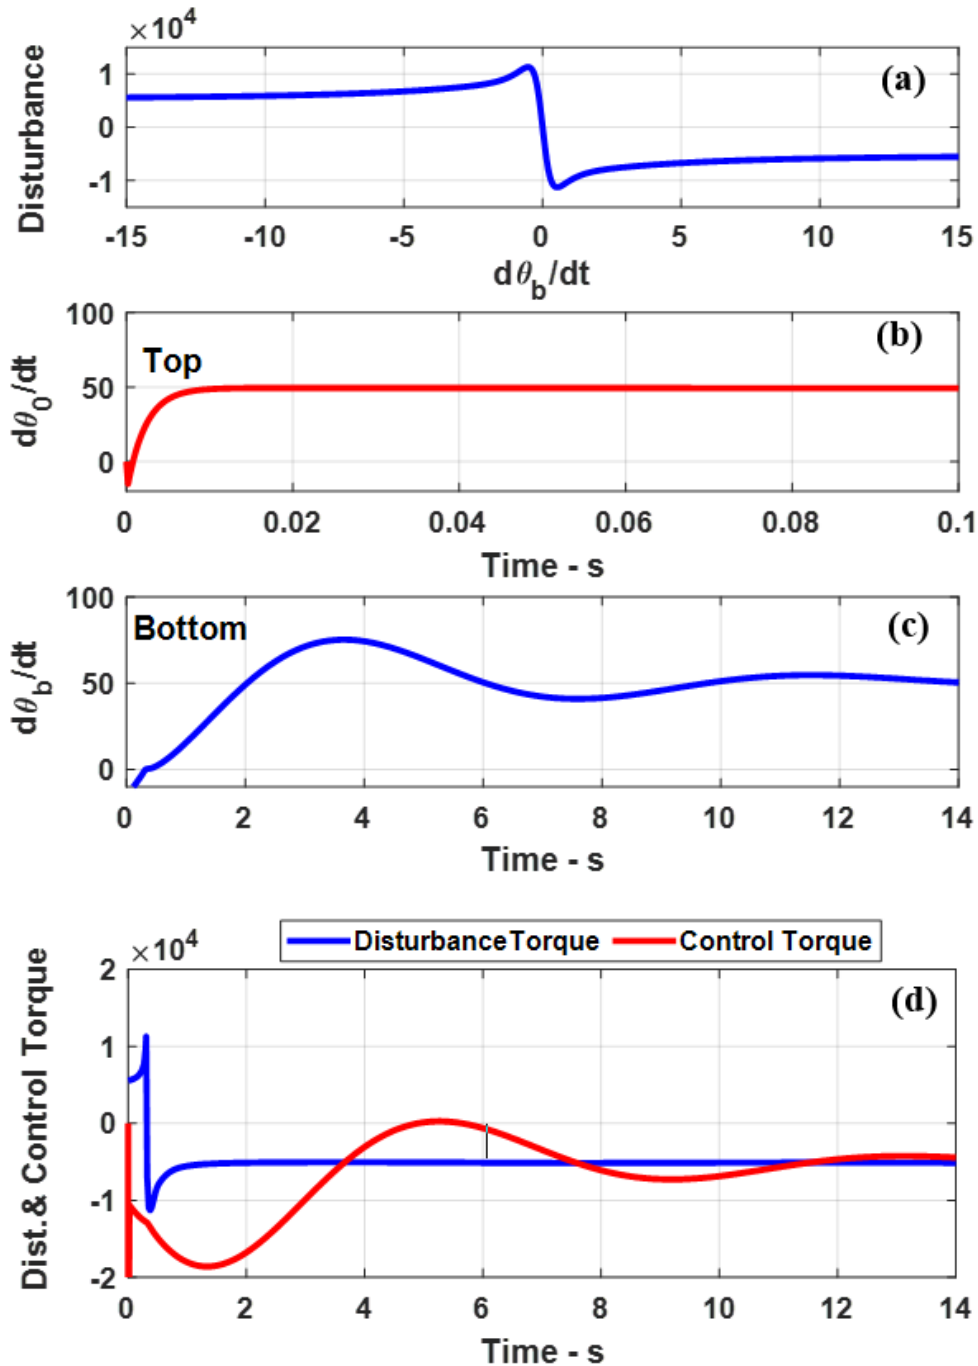 ×10^4
(a)
Disturbance
1
0
-1
-15 -10 -5 0 5 10 15
dθ_b/dt
(b)
Top
dθ_0/dt
100
50
0
0 0.02 0.04 0.06 0.08 0.1
Time - s
(c)
Bottom
dθ_b/dt
100
50
0
0 2 4 6 8 10 12 14
Time - s
Disturbance Torque Control Torque
×10^4
(d)
Dist.& Control Torque
2
1
0
-1
-2
0 2 4 6 8 10 12 14
Time - s